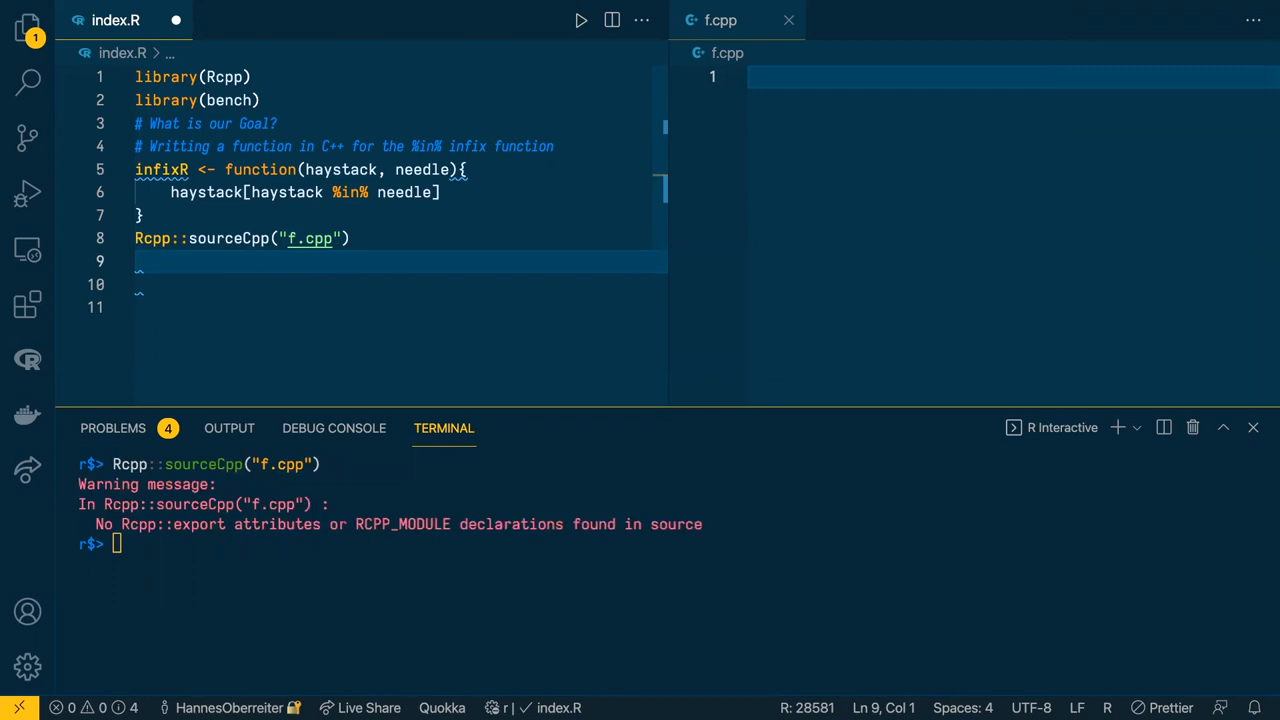 index.R
f.cpp
index.R > ...
f.cpp
1 library(Rcpp)
2 library(bench)
3 # What is our Goal?
4 # Writting a function in C++ for the %in% infix function
5 infixR <- function(haystack, needle){
6 haystack[haystack %in% needle]
7 }
8 Rcpp::sourceCpp("f.cpp")
9
10
11
1
1
PROBLEMS 4 OUTPUT DEBUG CONSOLE TERMINAL
R Interactive
r$> Rcpp::sourceCpp("f.cpp")
Warning message:
In Rcpp::sourceCpp("f.cpp") :
No Rcpp::export attributes or RCPP_MODULE declarations found in source
r$>
0 0 4 HannesOberreiter Live Share Quokka r | ✓ index.R R: 28581 Ln 9, Col 1 Spaces: 4 UTF-8 LF R Prettier